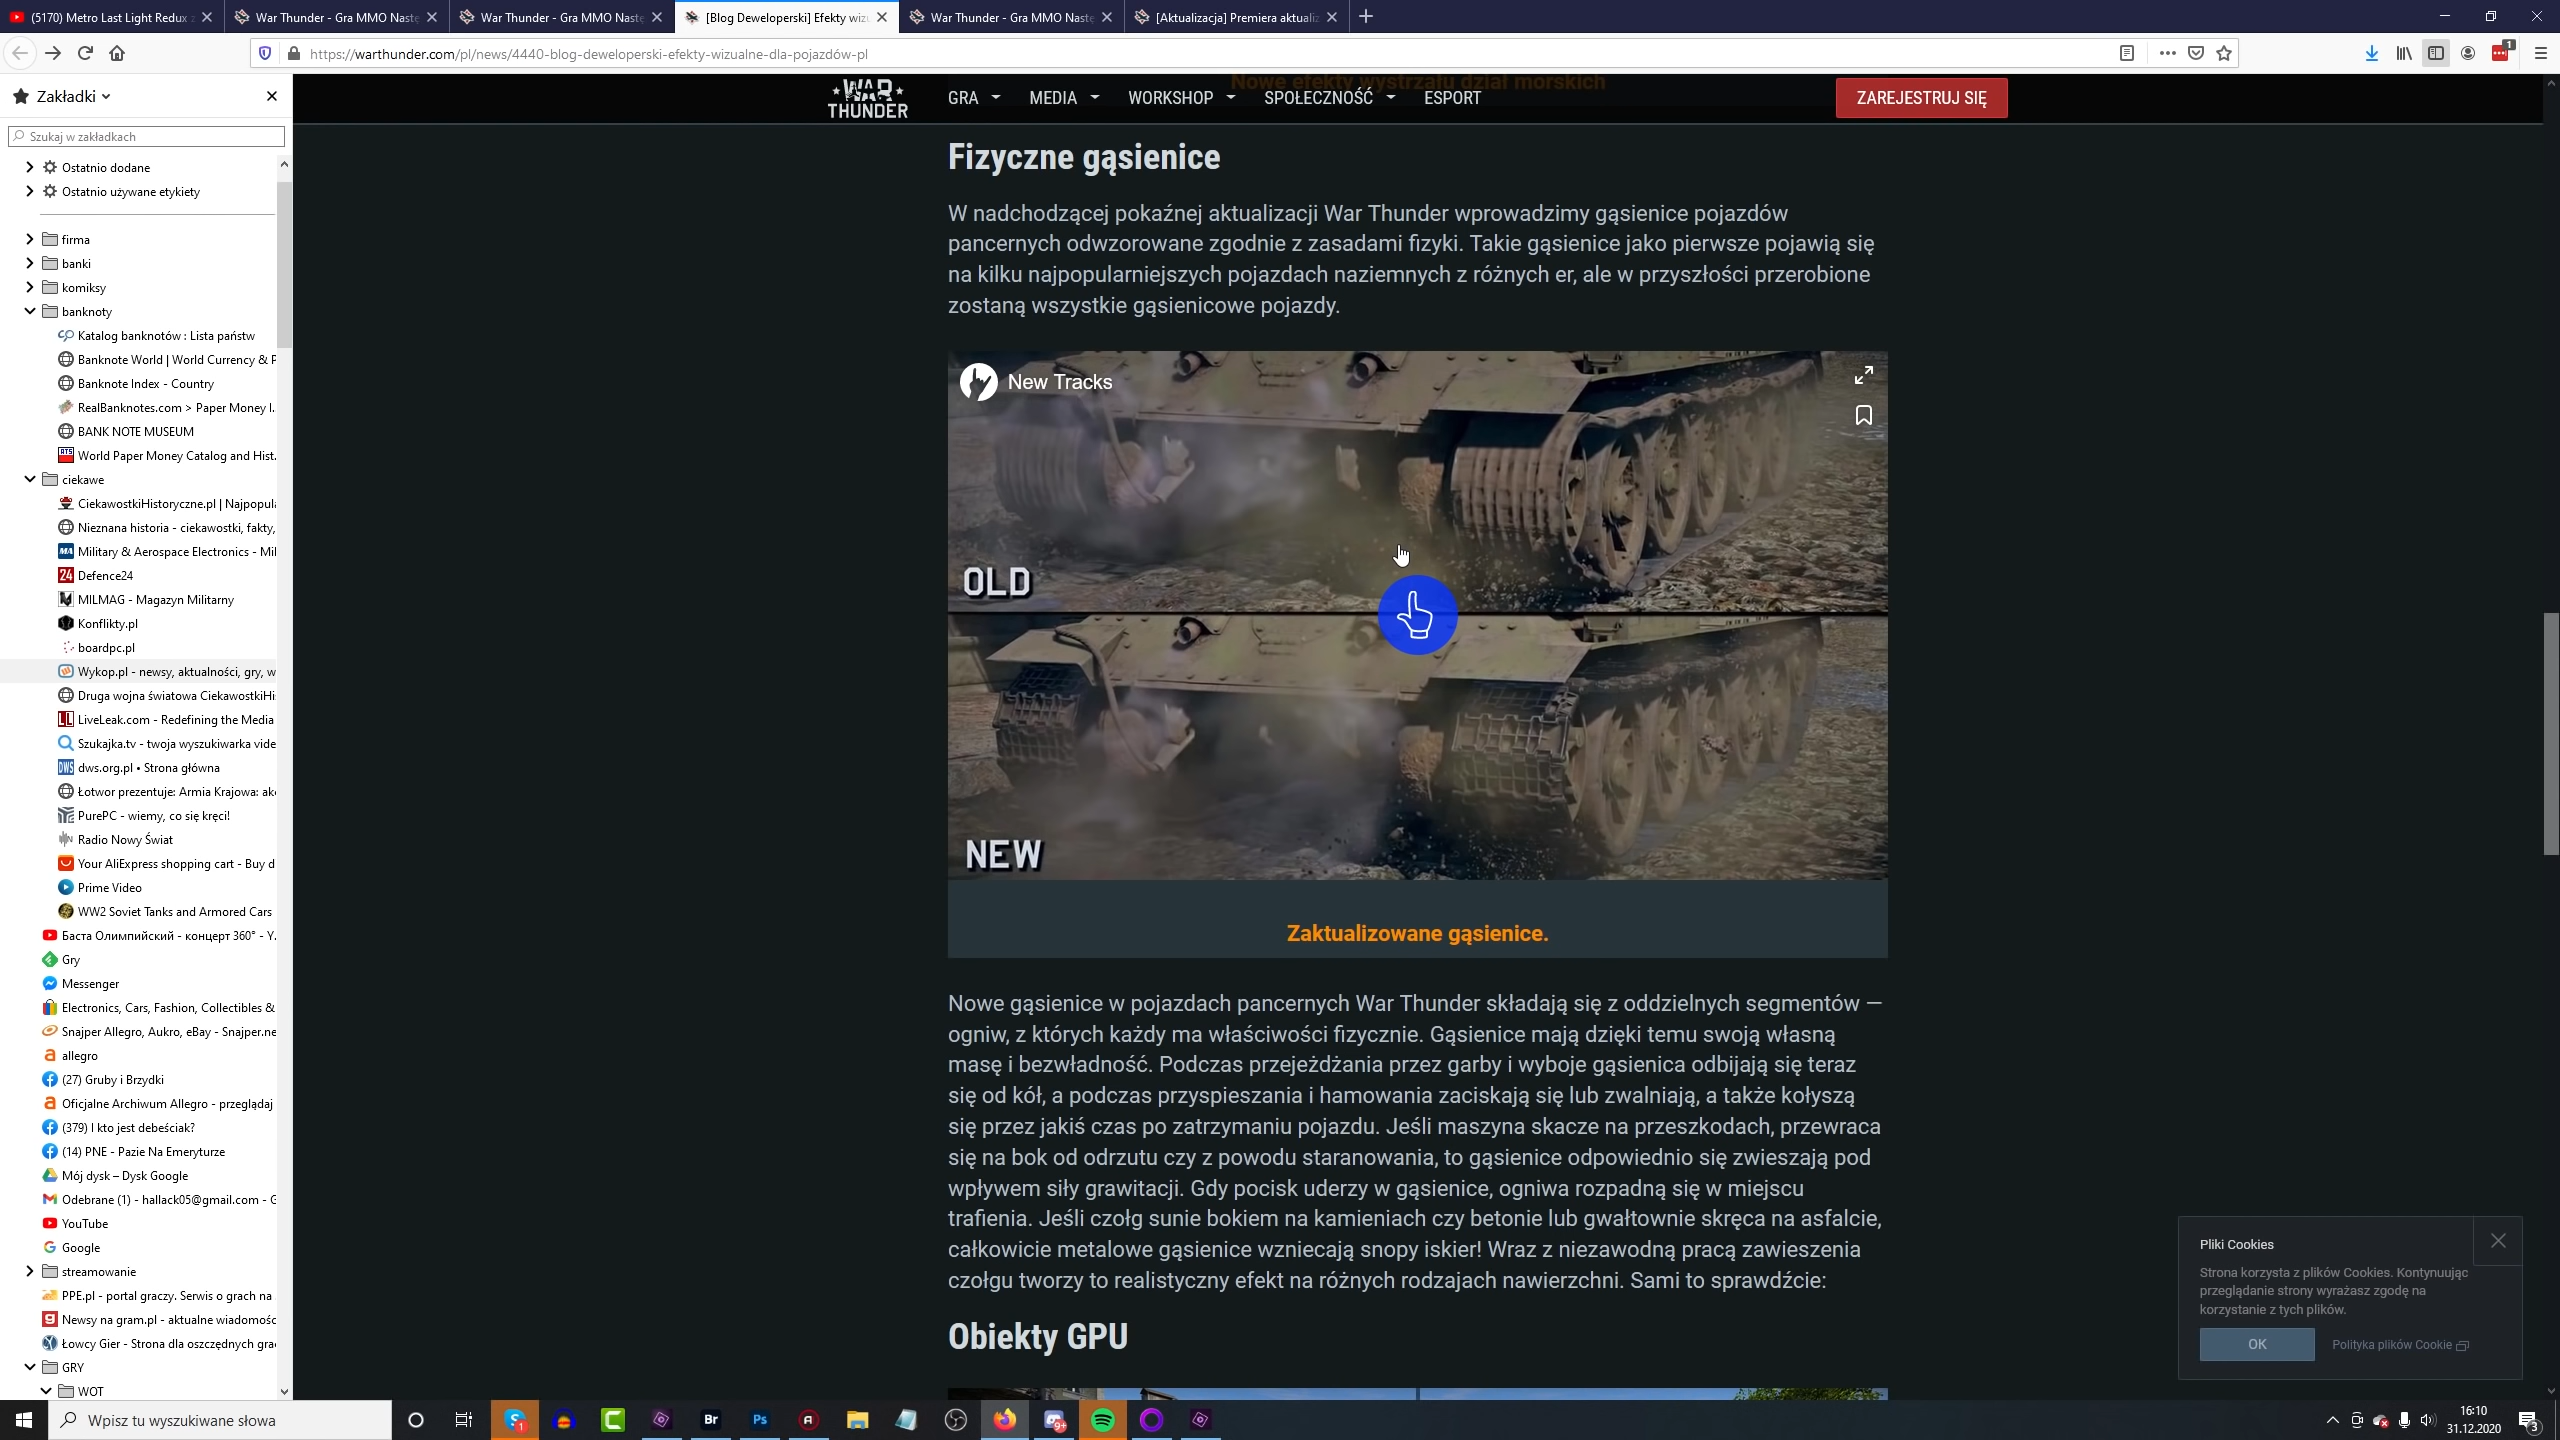 (5170) Metro Last Light Redux z
War Thunder - Gra MMO Nastę
War Thunder - Gra MMO Nastę
[Blog Deweloperski] Efekty wizu
War Thunder - Gra MMO Nastę
[Aktualizacja] Premiera aktualiz
https://warthunder.com/pl/news/4440-blog-deweloperski-efekty-wizualne-dla-pojazdów-pl
1
Zakładki
Szukaj w zakładkach
Ostatnio dodane
Ostatnio używane etykiety
firma
banki
komiksy
banknoty
Katalog banknotów : Lista państw
Banknote World | World Currency & P
Banknote Index - Country
RealBanknotes.com > Paper Money I...
BANK NOTE MUSEUM
World Paper Money Catalog and Hist...
ciekawe
CiekawostkiHistoryczne.pl | Najpopula
Nieznana historia - ciekawostki, fakty,
Military & Aerospace Electronics - Mil
Defence24
MILMAG - Magazyn Militarny
Konflikty.pl
boardpc.pl
Wykop.pl - newsy, aktualności, gry, w
Druga wojna światowa CiekawostkiHi
LiveLeak.com - Redefining the Media
Szukajka.tv - twoja wyszukiwarka vide
dws.org.pl • Strona główna
Łotwor prezentuje: Armia Krajowa: ak
PurePC - wiemy, co się kręci!
Radio Nowy Świat
Your AliExpress shopping cart - Buy d
Prime Video
WW2 Soviet Tanks and Armored Cars
Баста Олимпийский - концерт 360° - Y...
Gry
Messenger
Electronics, Cars, Fashion, Collectibles &
Snajper Allegro, Aukro, eBay - Snajper.ne
allegro
(27) Gruby i Brzydki
Oficjalne Archiwum Allegro - przeglądaj
(379) I kto jest debeściak?
(14) PNE - Pazie Na Emeryturze
Mój dysk – Dysk Google
Odebrane (1) - hallack05@gmail.com - G
YouTube
Google
streamowanie
PPE.pl - portal graczy. Serwis o grach na
Newsy na gram.pl - aktualne wiadomośc
Łowcy Gier - Strona dla oszczędnych gra
GRY
WOT
Nowe efekty wystrzału dział morskich
WAR THUNDER
GRA
MEDIA
WORKSHOP
SPOŁECZNOŚĆ
ESPORT
ZAREJESTRUJ SIĘ
Fizyczne gąsienice
W nadchodzącej pokaźnej aktualizacji War Thunder wprowadzimy gąsienice pojazdów
pancernych odwzorowane zgodnie z zasadami fizyki. Takie gąsienice jako pierwsze pojawią się
na kilku najpopularniejszych pojazdach naziemnych z różnych er, ale w przyszłości przerobione
zostaną wszystkie gąsienicowe pojazdy.
New Tracks
OLD
NEW
Zaktualizowane gąsienice.
Nowe gąsienice w pojazdach pancernych War Thunder składają się z oddzielnych segmentów —
ogniw, z których każdy ma właściwości fizycznie. Gąsienice mają dzięki temu swoją własną
masę i bezwładność. Podczas przejeżdżania przez garby i wyboje gąsienica odbijają się teraz
się od kół, a podczas przyspieszania i hamowania zaciskają się lub zwalniają, a także kołyszą
się przez jakiś czas po zatrzymaniu pojazdu. Jeśli maszyna skacze na przeszkodach, przewraca
się na bok od odrzutu czy z powodu staranowania, to gąsienice odpowiednio się zwieszają pod
wpływem siły grawitacji. Gdy pocisk uderzy w gąsienice, ogniwa rozpadną się w miejscu
trafienia. Jeśli czołg sunie bokiem na kamieniach czy betonie lub gwałtownie skręca na asfalcie,
całkowicie metalowe gąsienice wzniecają snopy iskier! Wraz z niezawodną pracą zawieszenia
czołgu tworzy to realistyczny efekt na różnych rodzajach nawierzchni. Sami to sprawdźcie:
Obiekty GPU
Pliki Cookies
Strona korzysta z plików Cookies. Kontynuując
przeglądanie strony wyrażasz zgodę na
korzystanie z tych plików.
OK
Polityka plików Cookie
Wpisz tu wyszukiwane słowa
1
Br
Ps
9+
16:10
31.12.2020
3